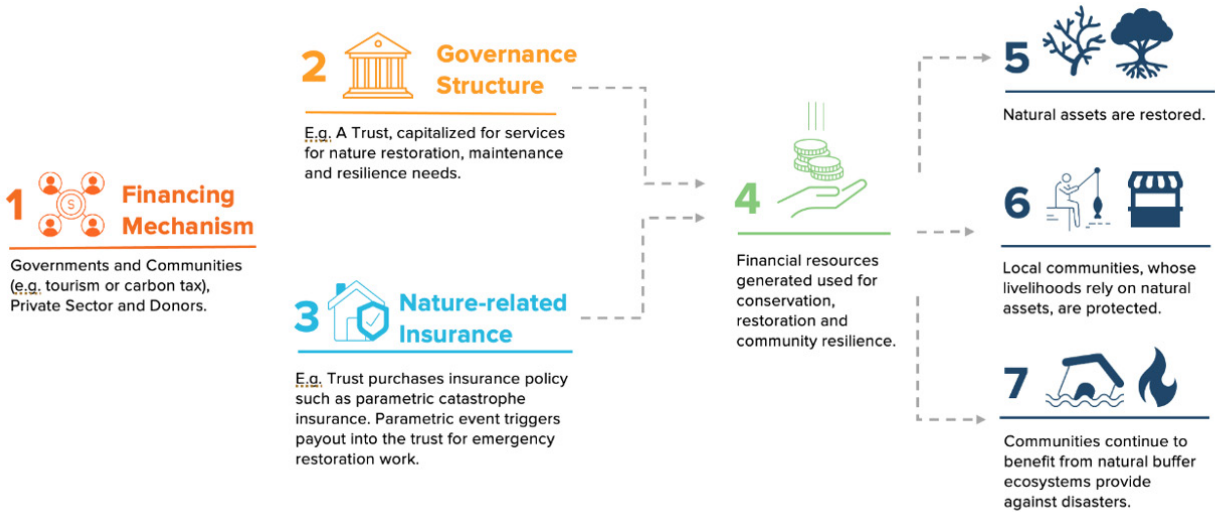 1
Financing
Mechanism
Governments and Communities
(e.g. tourism or carbon tax),
Private Sector and Donors.
2
Governance
Structure
E.g. A Trust, capitalized for services
for nature restoration, maintenance
and resilience needs.
3
Nature-related
Insurance
E.g. Trust purchases insurance policy
such as parametric catastrophe
insurance. Parametric event triggers
payout into the trust for emergency
restoration work.
4
Financial resources
generated used for
conservation,
restoration and
community resilience.
5
Natural assets are restored.
6
Local communities, whose
livelihoods rely on natural
assets, are protected.
7
Communities continue to
benefit from natural buffer
ecosystems provide
against disasters.
$